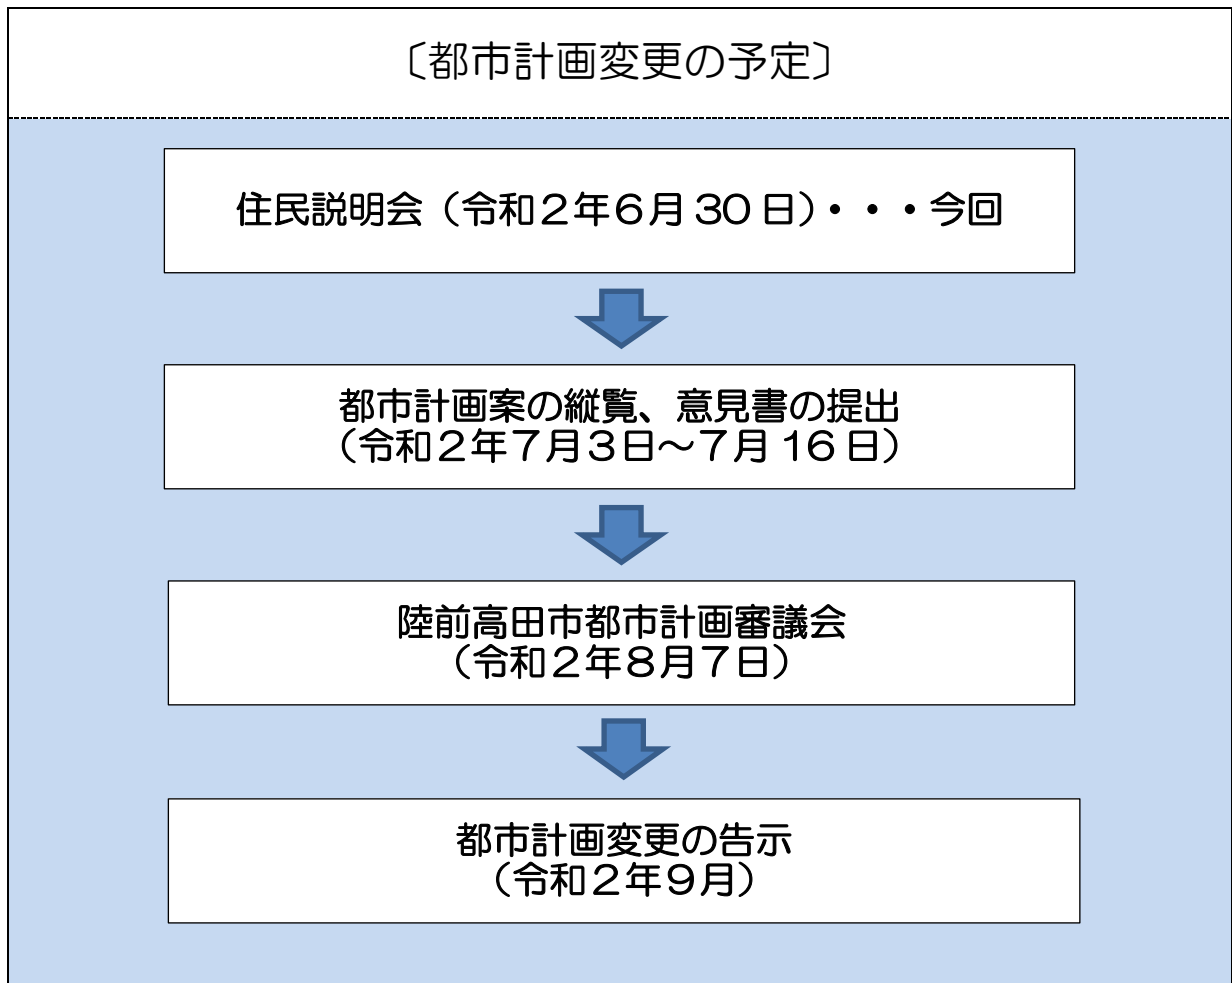 〔都市計画変更の予定〕
住民説明会（令和２年６月30日）・・・今回
都市計画案の縦覧、意見書の提出
（令和２年７月３日～７月16日）
陸前高田市都市計画審議会
（令和２年８月７日）
都市計画変更の告示
（令和２年９月）